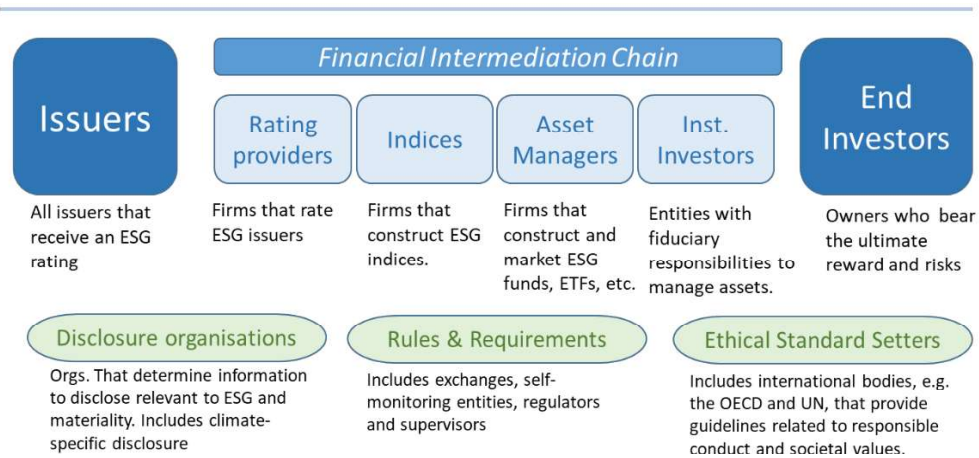 Financial Intermediation Chain
Issuers
Rating
providers
Indices
Asset
Managers
Inst.
Investors
End
Investors
All issuers that
receive an ESG
rating
Firms that rate
ESG issuers
Firms that
construct ESG
indices.
Firms that
construct and
market ESG
funds, ETFs, etc.
Entities with
fiduciary
responsibilities to
manage assets.
Owners who bear
the ultimate
reward and risks
Disclosure organisations
Orgs. That determine information
to disclose relevant to ESG and
materiality. Includes climate-
specific disclosure
Rules & Requirements
Includes exchanges, self-
monitoring entities, regulators
and supervisors
Ethical Standard Setters
Includes international bodies, e.g.
the OECD and UN, that provide
guidelines related to responsible
conduct and societal values.